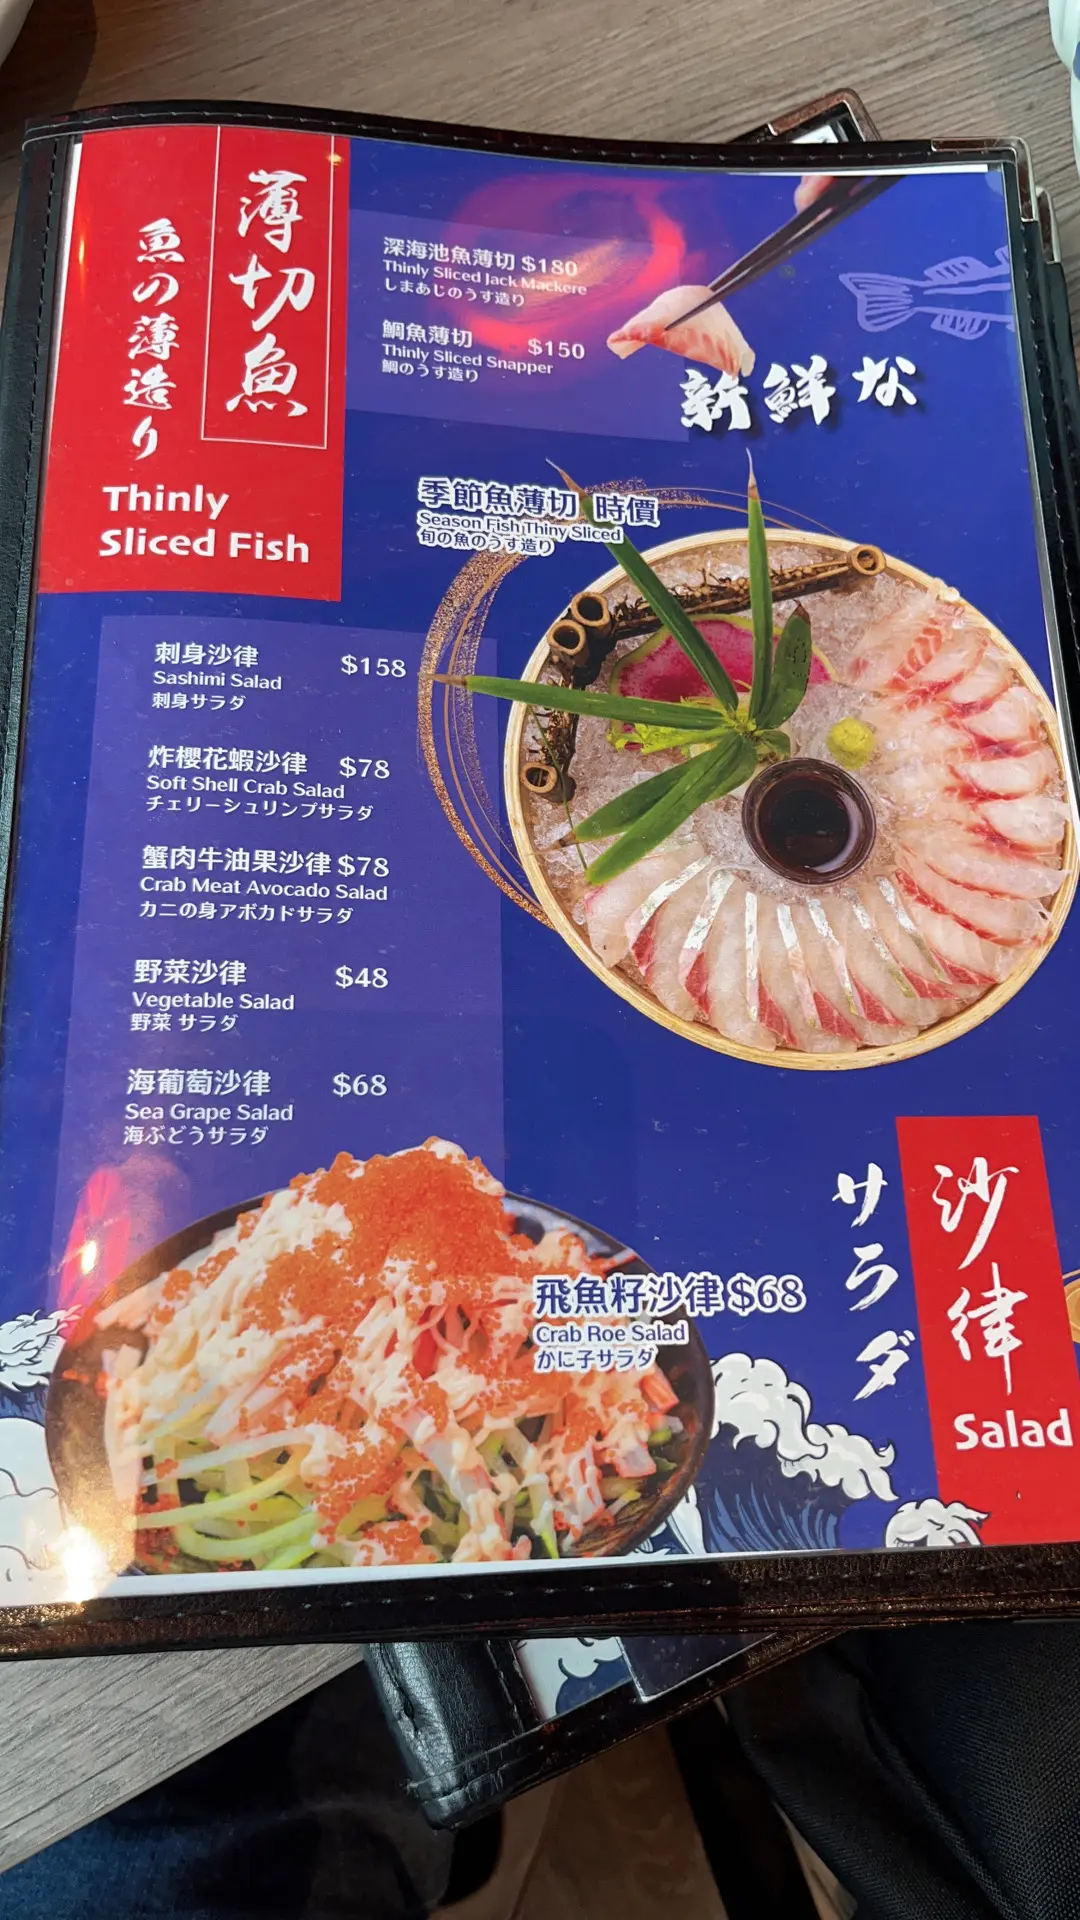 薄切魚
魚の薄造り
Thinly
Sliced Fish
深海池魚薄切 $180
Thinly Sliced Jack Mackere
しまあじのうす造り
鯛魚薄切 $150
Thinly Sliced Snapper
鯛のうす造り
新鮮な
季節魚薄切 時價
Season Fish Thiny Sliced
旬の魚のうす造り
刺身沙律 $158
Sashimi Salad
刺身サラダ
炸櫻花蝦沙律 $78
Soft Shell Crab Salad
チェリーシュリンプサラダ
蟹肉牛油果沙律 $78
Crab Meat Avocado Salad
カニの身アボカドサラダ
野菜沙律 $48
Vegetable Salad
野菜 サラダ
海葡萄沙律 $68
Sea Grape Salad
海ぶどうサラダ
飛魚籽沙律 $68
Crab Roe Salad
かに子サラダ
サラダ
沙律
Salad